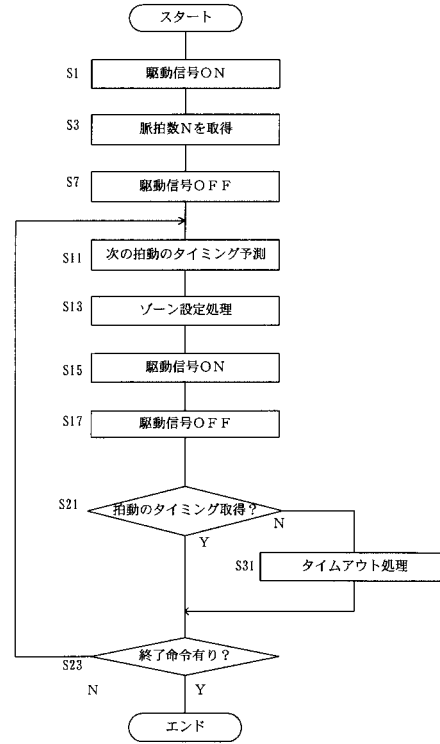 スタート
S1
駆動信号ON
S3
脈拍数Nを取得
S7
駆動信号OFF
S11
次の拍動のタイミング予測
S13
ゾーン設定処理
S15
駆動信号ON
S17
駆動信号OFF
S21
拍動のタイミング取得？
N
Y
S31
タイムアウト処理
終了命令有り？
S23
N
Y
エンド